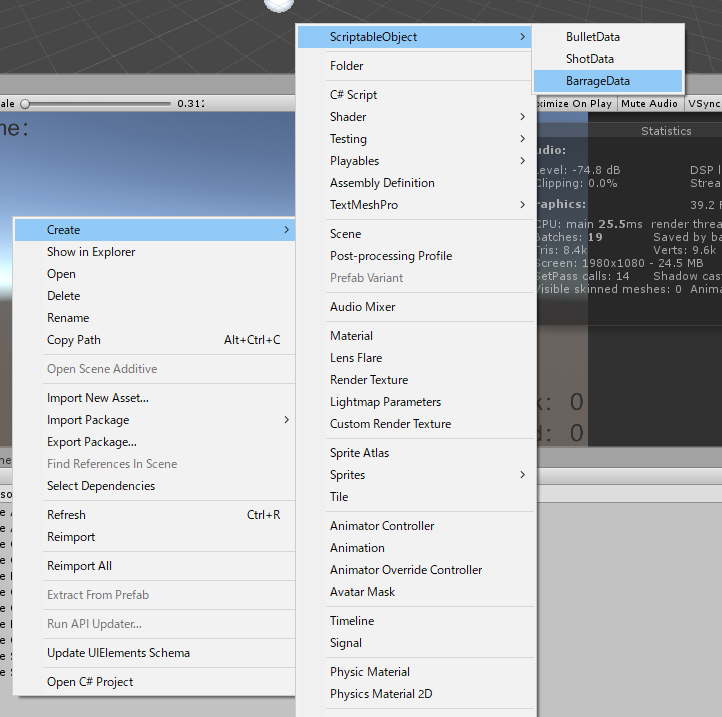 ScriptableObject
BulletData
ShotData
BarrageData
Folder
C# Script
Shader
Testing
Playables
Assembly Definition
TextMeshPro
Scene
Post-processing Profile
Prefab Variant
Audio Mixer
Material
Lens Flare
Render Texture
Lightmap Parameters
Custom Render Texture
Sprite Atlas
Sprites
Tile
Animator Controller
Animation
Animator Override Controller
Avatar Mask
Timeline
Signal
Physic Material
Physics Material 2D
Create
Show in Explorer
Open
Delete
Rename
Copy Path Alt+Ctrl+C
Open Scene Additive
Import New Asset...
Import Package
Export Package...
Find References In Scene
Select Dependencies
Refresh Ctrl+R
Reimport
Reimport All
Extract From Prefab
Run API Updater...
Update UIElements Schema
Open C# Project
ale 0.31
me:
ximize On Play Mute Audio VSync
Statistics
udio:
Level: -74.8 dB DSP l
Clipping: 0.0% Strea
raphics: 39.2 F
CPU: main 25.5ms render threa
Batches: 19 Saved by ba
Tris: 8.4k Verts: 9.6k
Screen: 1980x1080 - 24.5 MB
SetPass calls: 14 Shadow cast
Visible skinned meshes: 0 Anima
k: 0
d: 0